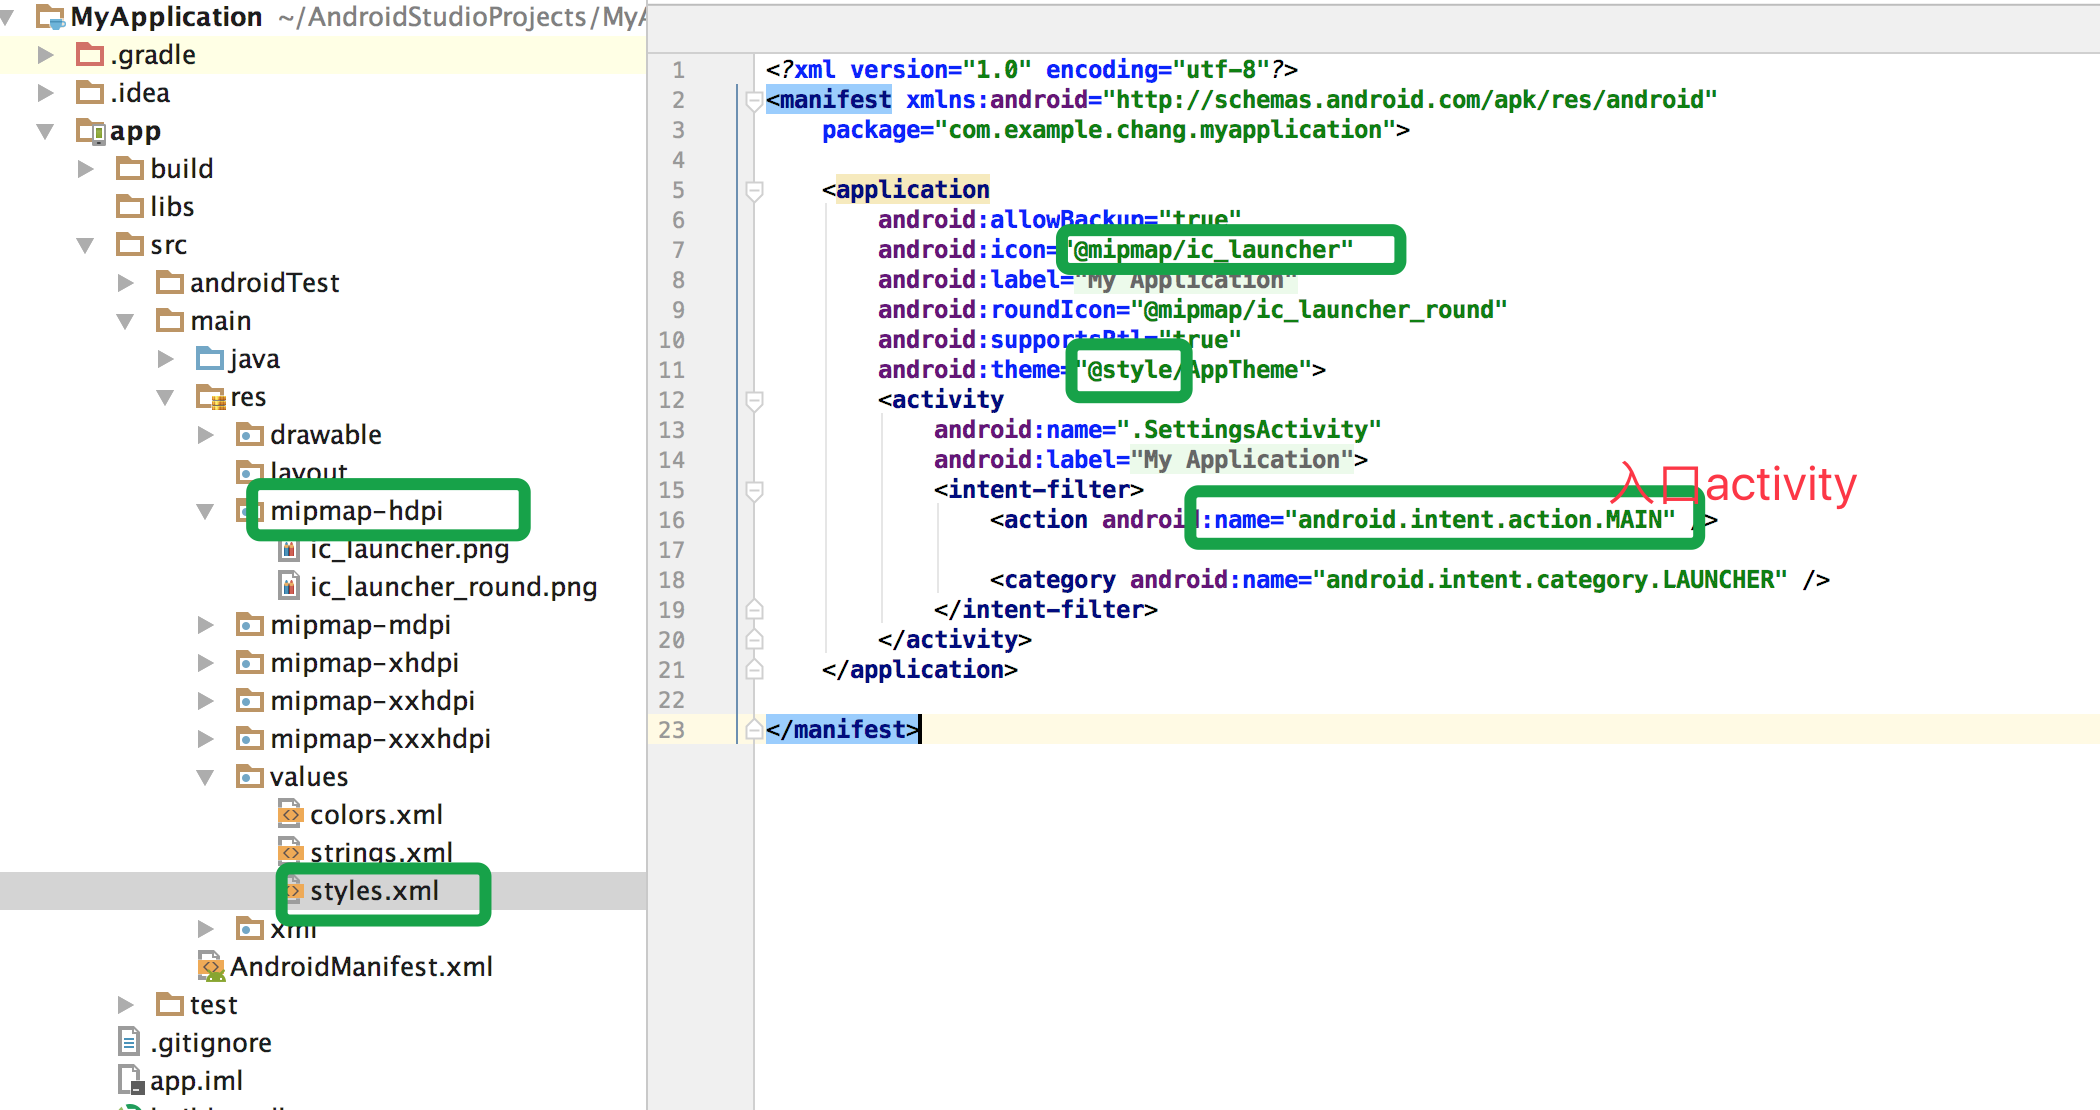 MyApplication ~/AndroidStudioProjects/MyA
.gradle
.idea
app
build
libs
src
androidTest
main
java
res
drawable
layout
mipmap-hdpi
ic_launcher.png
ic_launcher_round.png
mipmap-mdpi
mipmap-xhdpi
mipmap-xxhdpi
mipmap-xxxhdpi
values
colors.xml
strings.xml
styles.xml
xml
AndroidManifest.xml
test
.gitignore
app.iml
1 <?xml version="1.0" encoding="utf-8"?>
2 <manifest xmlns:android="http://schemas.android.com/apk/res/android"
3 package="com.example.chang.myapplication">
4
5 <application
6 android:allowBackup="true"
7 android:icon="@mipmap/ic_launcher"
8 android:label="My Application"
9 android:roundIcon="@mipmap/ic_launcher_round"
10 android:supportsRtl="true"
11 android:theme="@style/AppTheme">
12 <activity
13 android:name=".SettingsActivity"
14 android:label="My Application">
15 <intent-filter>
入口activity
16 <action android:name="android.intent.action.MAIN" />
17
18 <category android:name="android.intent.category.LAUNCHER" />
19 </intent-filter>
20 </activity>
21 </application>
22
23 </manifest>